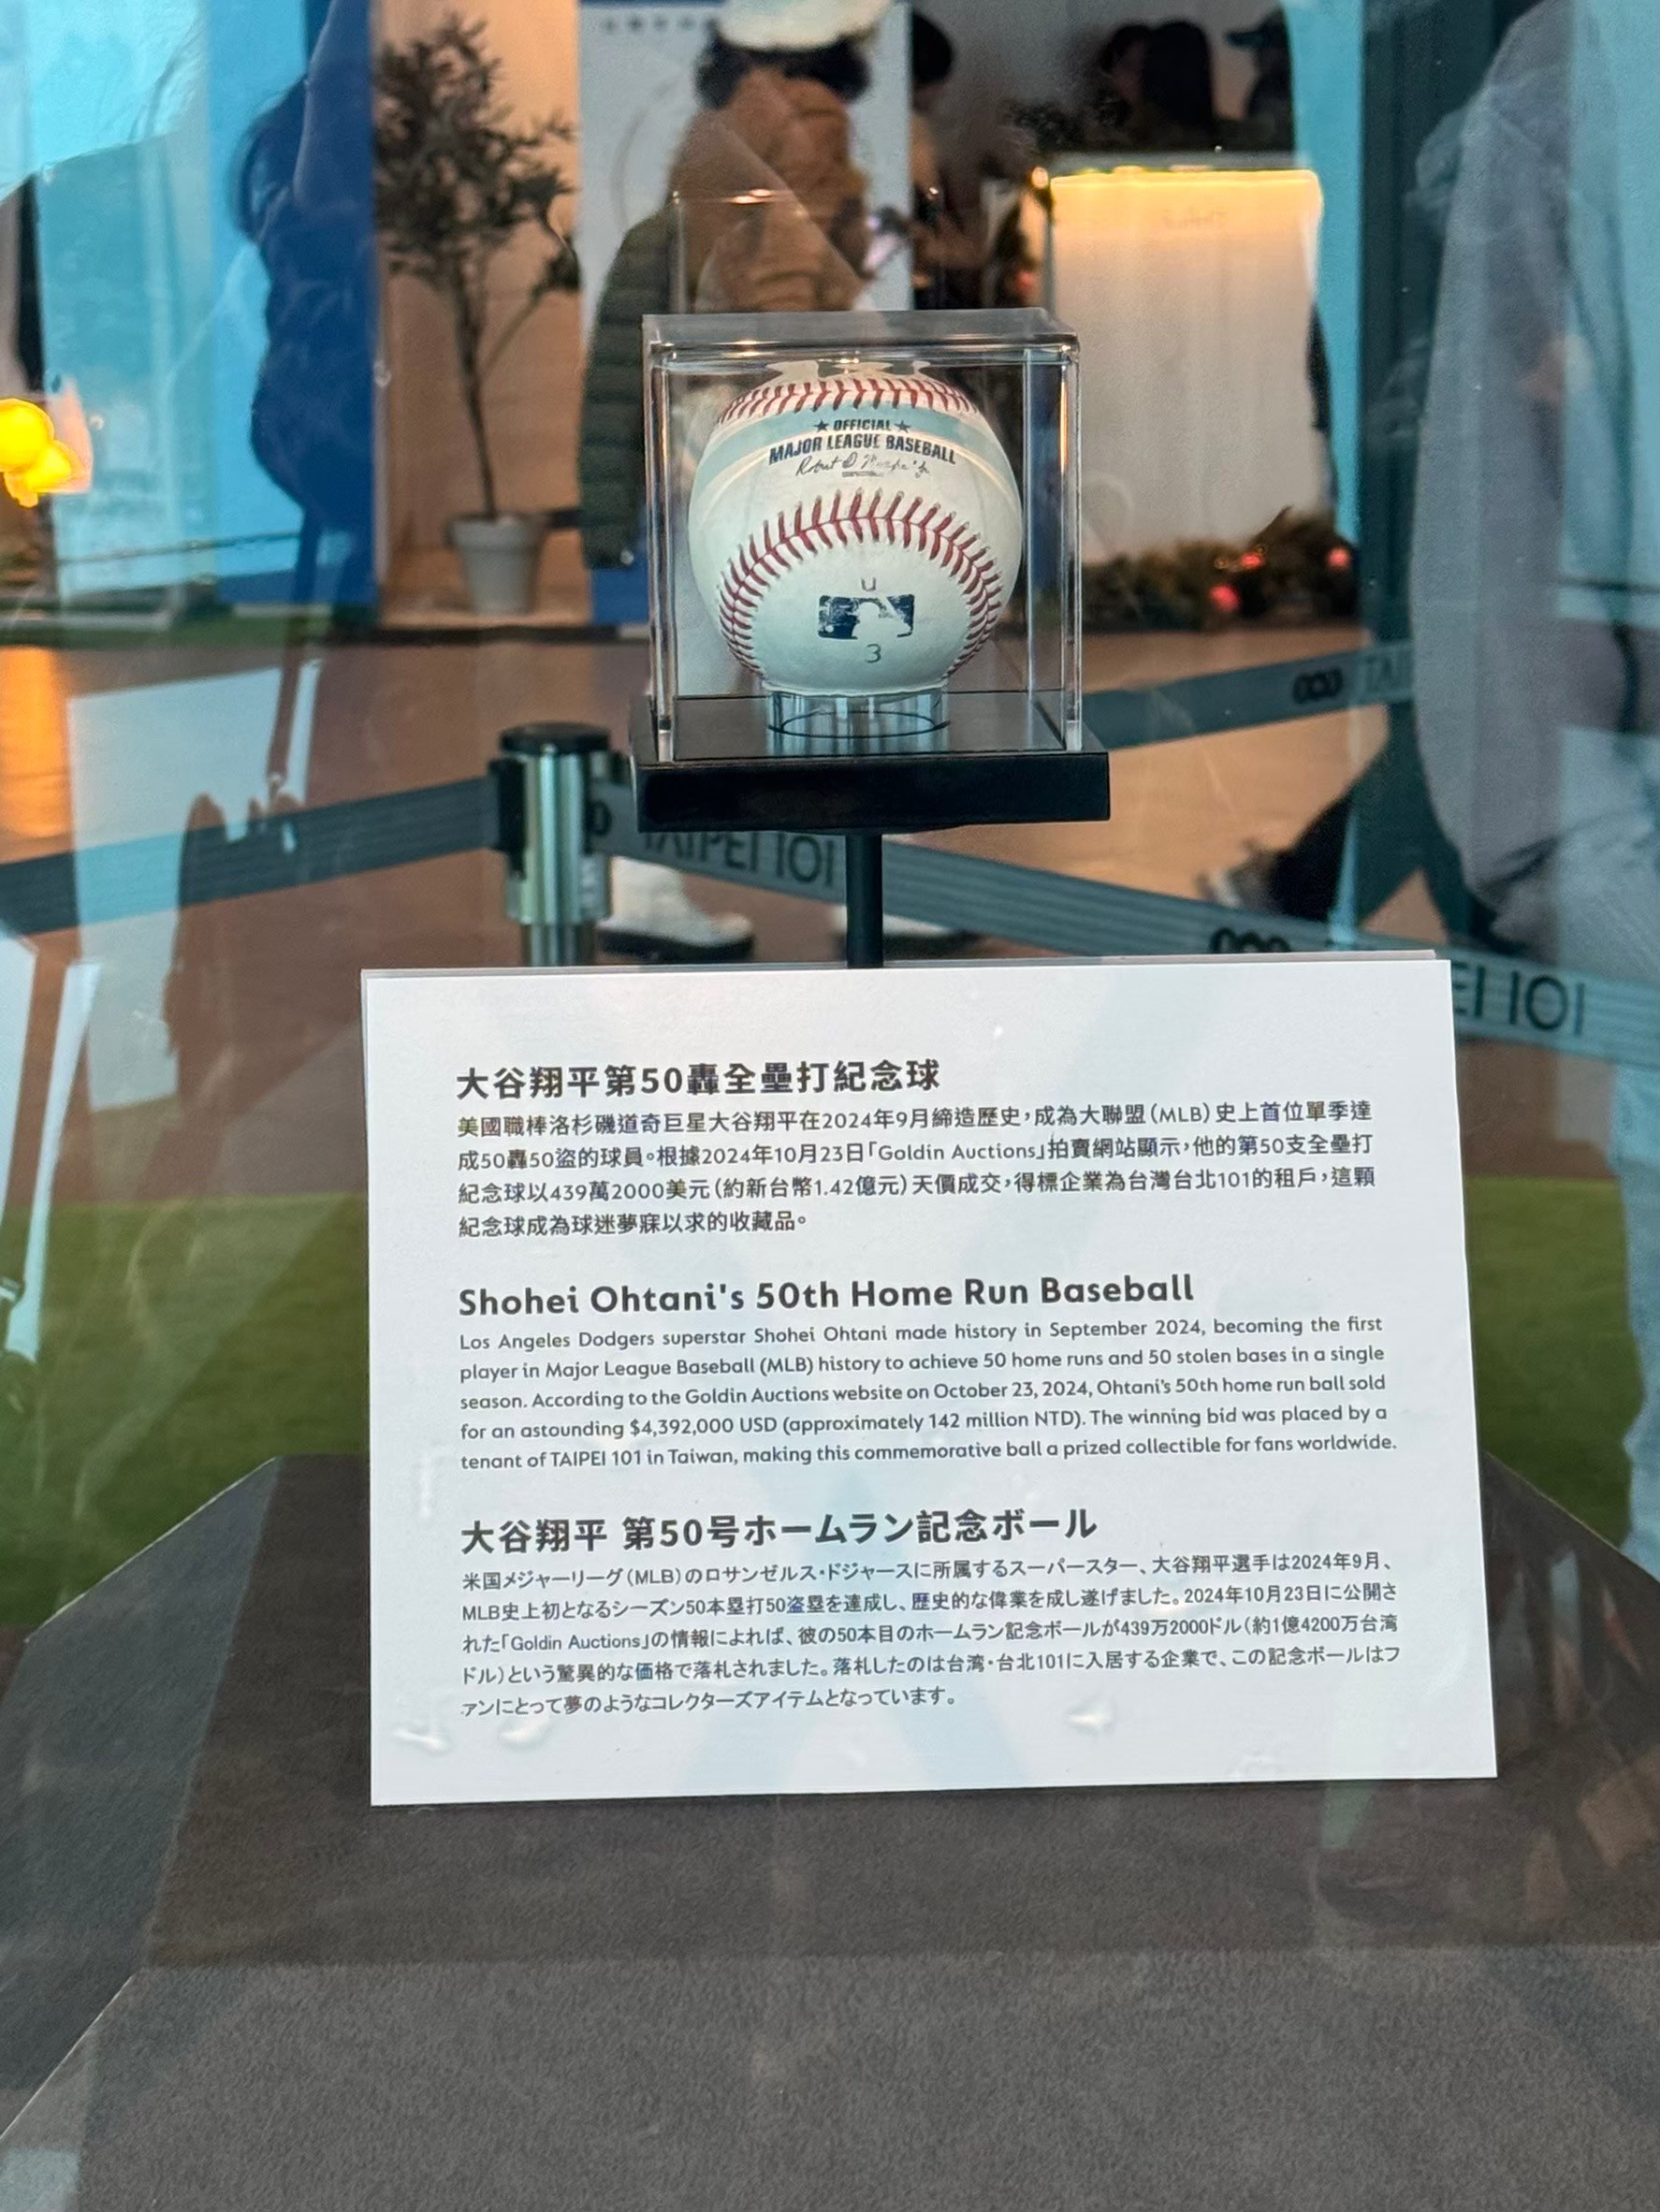 ★ OFFICIAL ★
MAJOR LEAGUE BASEBALL
U
3
TAIPEI 101
TAI
EI 101
大谷翔平第50轟全壘打紀念球
美國職棒洛杉磯道奇巨星大谷翔平在2024年9月締造歷史,成為大聯盟(MLB)史上首位單季達
成50轟50盜的球員。根據2024年10月23日「Goldin Auctions」拍賣網站顯示,他的第50支全壘打
紀念球以439萬2000美元(約新台幣1.42億元)天價成交,得標企業為台灣台北101的租戶,這顆
紀念球成為球迷夢寐以求的收藏品。
Shohei Ohtani's 50th Home Run Baseball
Los Angeles Dodgers superstar Shohei Ohtani made history in September 2024, becoming the first
player in Major League Baseball (MLB) history to achieve 50 home runs and 50 stolen bases in a single
season. According to the Goldin Auctions website on October 23, 2024, Ohtani's 50th home run ball sold
for an astounding $4,392,000 USD (approximately 142 million NTD). The winning bid was placed by a
tenant of TAIPEI 101 in Taiwan, making this commemorative ball a prized collectible for fans worldwide.
大谷翔平 第50号ホームラン記念ボール
米国メジャーリーグ(MLB)のロサンゼルス・ドジャースに所属するスーパースター、大谷翔平選手は2024年9月、
MLB史上初となるシーズン50本塁打50盗塁を達成し、歴史的な偉業を成し遂げました。2024年10月23日に公開さ
れた「Goldin Auctions」の情報によれば、彼の50本目のホームラン記念ボールが439万2000ドル(約1億4200万台湾
ドル)という驚異的な価格で落札されました。落札したのは台湾・台北101に入居する企業で、この記念ボールはフ
ァンにとって夢のようなコレクターズアイテムとなっています。